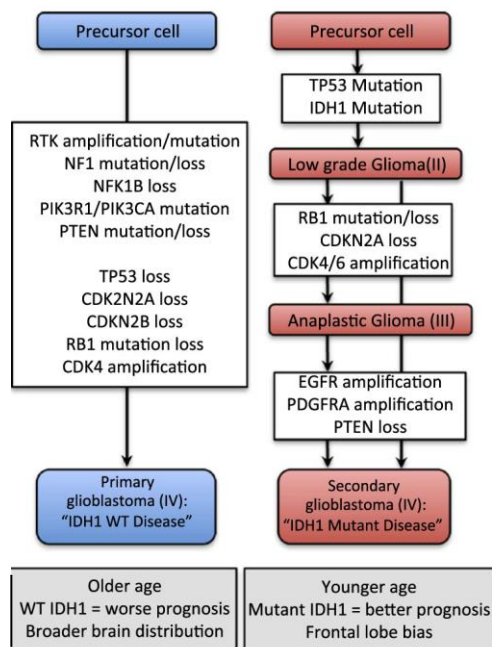 Precursor cell
RTK amplification/mutation
NF1 mutation/loss
NFK1B loss
PIK3R1/PIK3CA mutation
PTEN mutation/loss
TP53 loss
CDK2N2A loss
CDKN2B loss
RB1 mutation loss
CDK4 amplification
Primary
glioblastoma (IV):
“IDH1 WT Disease”
Older age
WT IDH1 = worse prognosis
Broader brain distribution
Precursor cell
TP53 Mutation
IDH1 Mutation
Low grade Glioma(II)
RB1 mutation/loss
CDKN2A loss
CDK4/6 amplification
Anaplastic Glioma (III)
EGFR amplification
PDGFRA amplification
PTEN loss
Secondary
glioblastoma (IV):
“IDH1 Mutant Disease”
Younger age
Mutant IDH1 = better prognosis
Frontal lobe bias